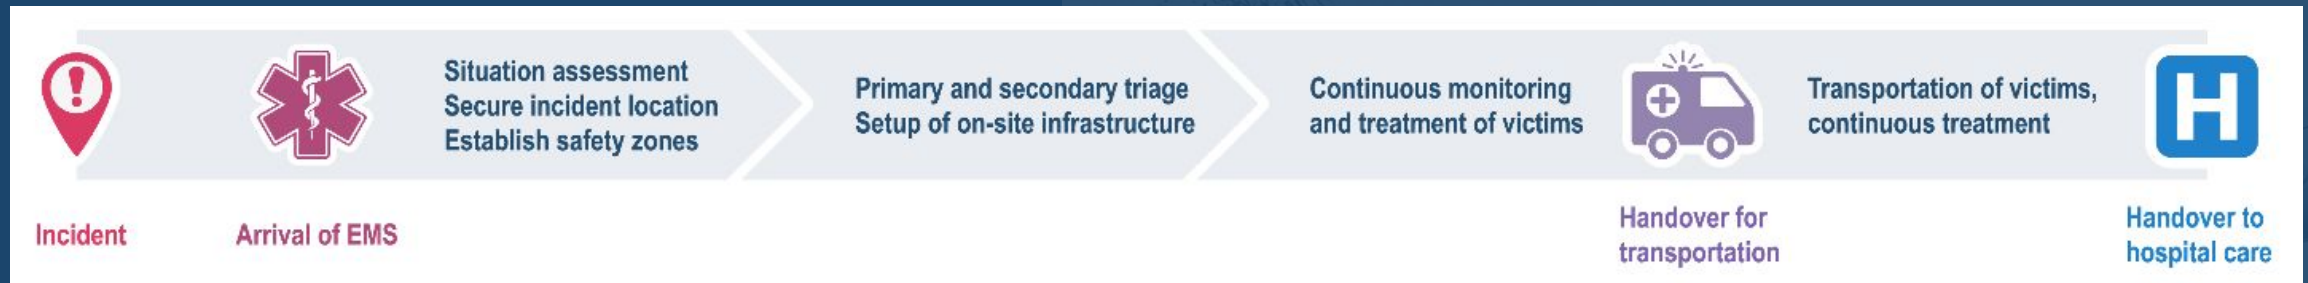 Situation assessment
Secure incident location
Establish safety zones
Primary and secondary triage
Setup of on-site infrastructure
Continuous monitoring
and treatment of victims
Transportation of victims,
continuous treatment
H
Incident
Arrival of EMS
Handover for
transportation
Handover to
hospital care